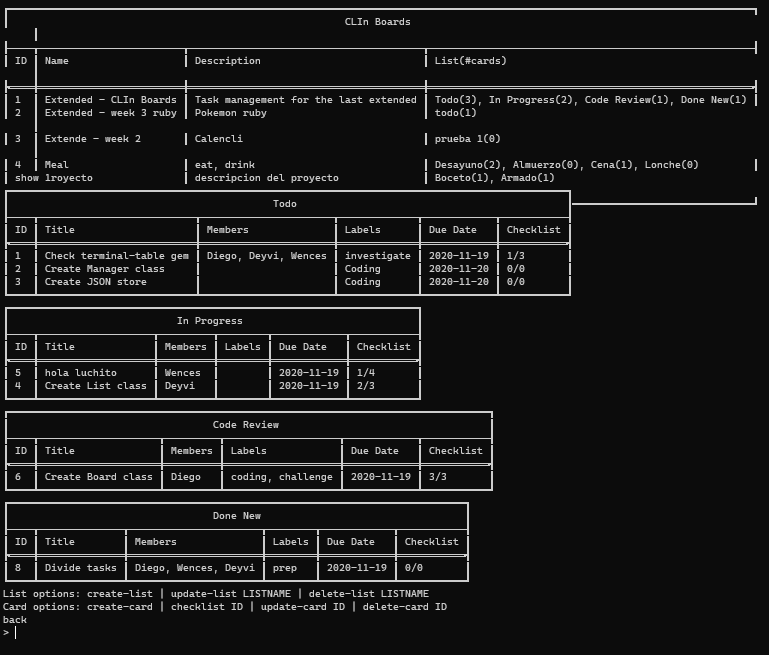 CLIn Boards
ID | Name | Description | List(#cards)
1 | Extended - CLIn Boards | Task management for the last extended | Todo(3), In Progress(2), Code Review(1), Done New(1) |
2 | Extended - week 3 ruby | Pokemon ruby | todo(1)
3 | Extende - week 2 | Calencli | prueba 1(0)
4 | Meal | eat, drink | Desayuno(2), Almuerzo(0), Cena(1), Lonche(0)
show 1royecto | descripcion del proyecto | Boceto(1), Armado(1)
Todo
ID | Title | Members | Labels | Due Date | Checklist
1 | Check terminal-table gem | Diego, Deyvi, Wences | investigate | 2020-11-19 | 1/3
2 | Create Manager class | | Coding | 2020-11-20 | 0/0
3 | Create JSON store | | Coding | 2020-11-20 | 0/0
In Progress
ID | Title | Members | Labels | Due Date | Checklist
5 | hola luchito | Wences | | 2020-11-19 | 1/4
4 | Create List class | Deyvi | | 2020-11-19 | 2/3
Code Review
ID | Title | Members | Labels | Due Date | Checklist
6 | Create Board class | Diego | coding, challenge | 2020-11-19 | 3/3
Done New
ID | Title | Members | Labels | Due Date | Checklist
8 | Divide tasks | Diego, Wences, Deyvi | prep | 2020-11-19 | 0/0
List options: create-list | update-list LISTNAME | delete-list LISTNAME
Card options: create-card | checklist ID | update-card ID | delete-card ID
back
>